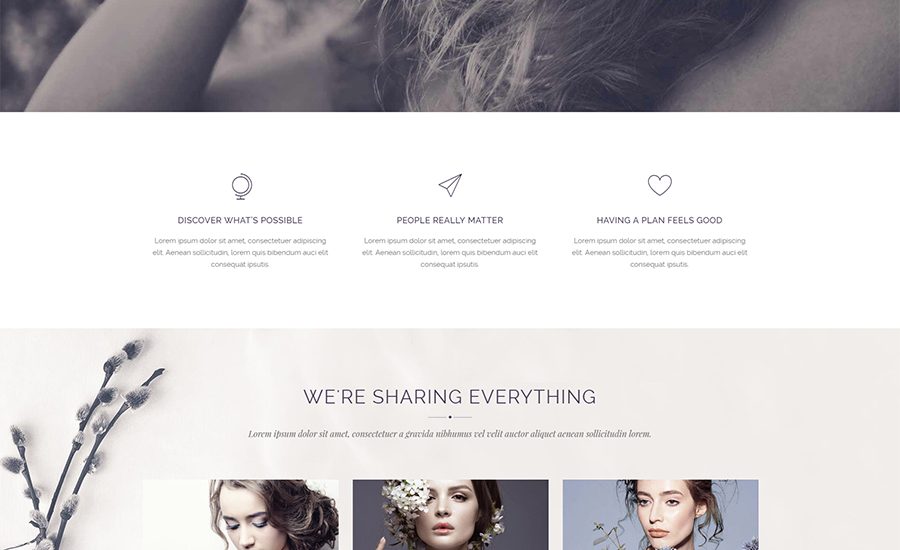 DISCOVER WHAT'S POSSIBLE
Lorem ipsum dolor sit amet, consectetuer adipiscing
elit. Aenean sollicitudin, lorem quis bibendum auci elit
consequat ipsutis.
PEOPLE REALLY MATTER
Lorem ipsum dolor sit amet, consectetuer adipiscing
elit. Aenean sollicitudin, lorem quis bibendum auci elit
consequat ipsutis.
HAVING A PLAN FEELS GOOD
Lorem ipsum dolor sit amet, consectetuer adipiscing
elit. Aenean sollicitudin, lorem quis bibendum auci elit
consequat ipsutis.
WE'RE SHARING EVERYTHING
Lorem ipsum dolor sit amet, consectetuer a gravida nibhumus vel velit auctor aliquet aenean sollicitudin lorem.